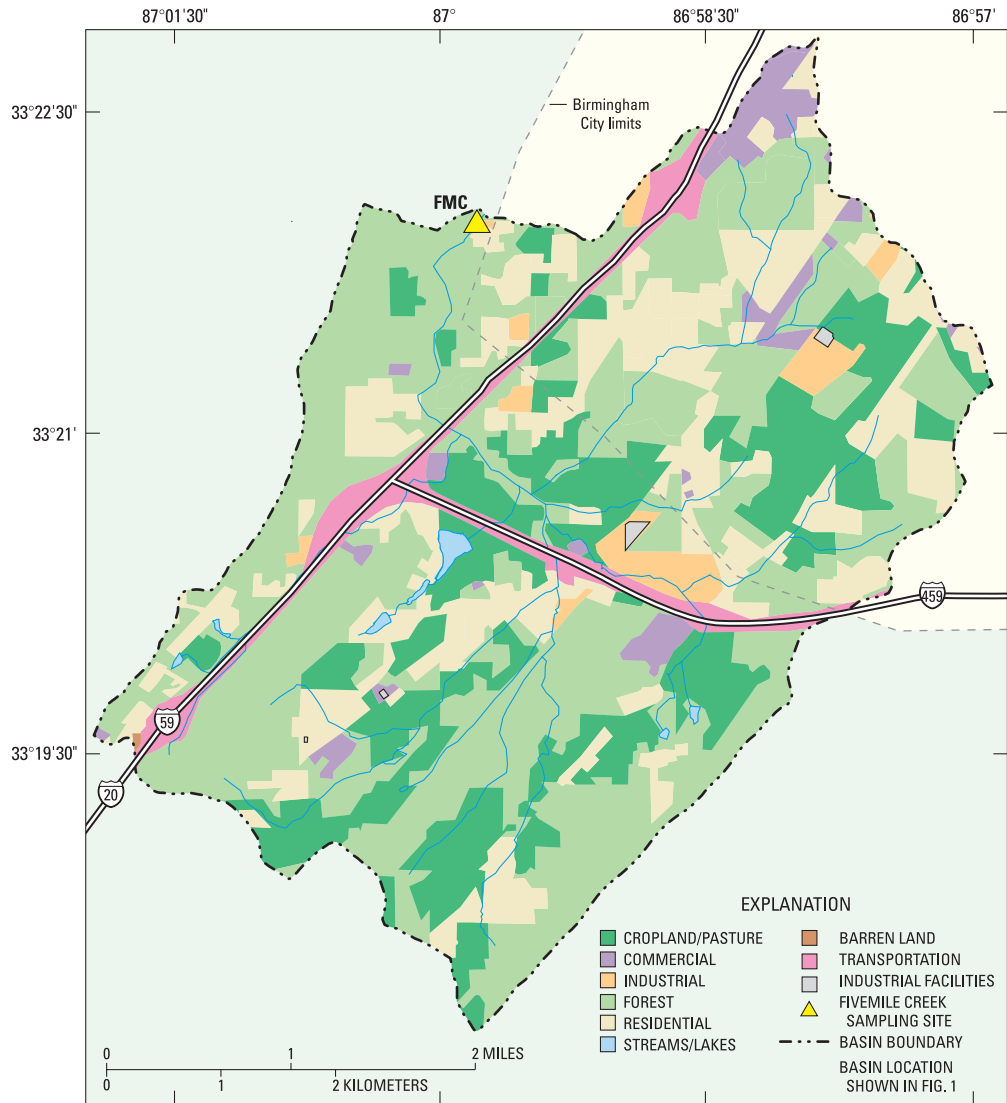 87°01'30"
87°
86°58'30"
86°57'
33°22'30"
Birmingham
City limits
FMC
33°21'
459
59
33°19'30"
20
EXPLANATION
CROPLAND/PASTURE
COMMERCIAL
INDUSTRIAL
FOREST
RESIDENTIAL
STREAMS/LAKES
BARREN LAND
TRANSPORTATION
INDUSTRIAL FACILITIES
FIVEMILE CREEK
SAMPLING SITE
BASIN BOUNDARY
BASIN LOCATION
SHOWN IN FIG. 1
0 1 2 MILES
0 1 2 KILOMETERS